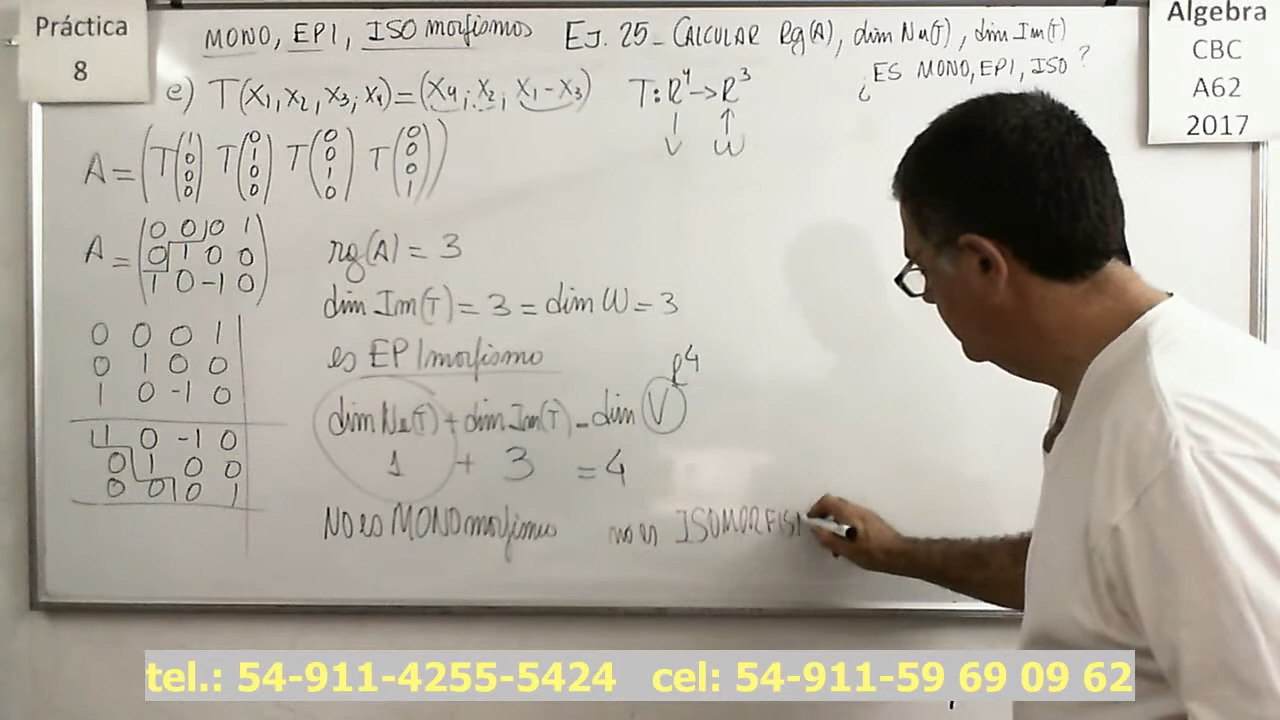 Práctica
8
MONO, EPI, ISO morfismos EJ. 25 - CALCULAR Rg(A), dim Nu(T), dim Im(T)
¿ES MONO, EPI, ISO?
Algebra
CBC
A62
2017
e) T(X1, X2, X3, X4) = (X4, X2, X1-X3) T: R^4 -> R^3
V W
A = (T(1 0 0 0) T(0 1 0 0) T(0 0 1 0) T(0 0 0 1))
A = (0 0 0 1
0 1 0 0
1 0 -1 0)
0 0 0 1
0 1 0 0
1 0 -1 0
1 0 -1 0
0 1 0 0
0 0 0 1
rg(A) = 3
dim Im(T) = 3 = dim W = 3
es EPImorfismo
R^4
dim Nu(T) + dim Im(T) = dim V
1 + 3 = 4
No es MONOmorfismo no es ISOMORFISM
tel.: 54-911-4255-5424 cel: 54-911-59 69 09 62